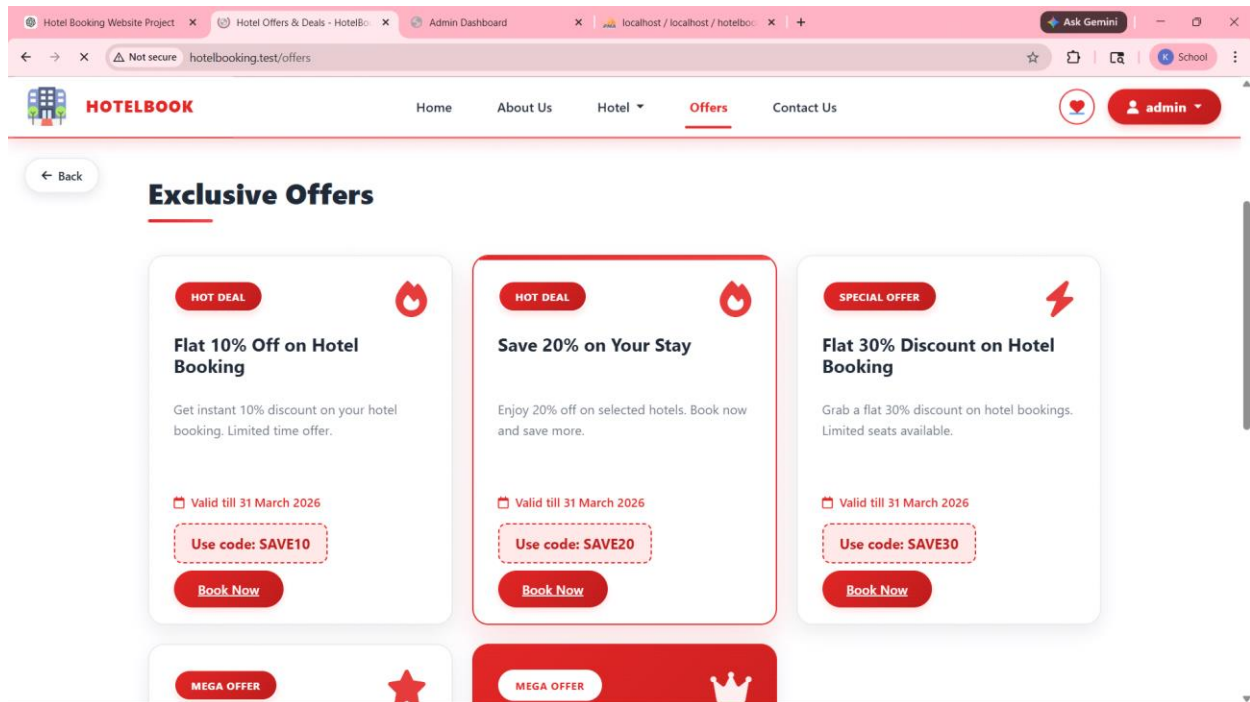 Hotel Booking Website Project
Hotel Offers & Deals - HotelBo
Admin Dashboard
localhost / localhost / hotelboo
Ask Gemini
Not secure
hotelbooking.test/offers
K School
HOTELBOOK
Home
About Us
Hotel
Offers
Contact Us
admin
← Back
Exclusive Offers
HOT DEAL
Flat 10% Off on Hotel
Booking
Get instant 10% discount on your hotel
booking. Limited time offer.
Valid till 31 March 2026
Use code: SAVE10
Book Now
HOT DEAL
Save 20% on Your Stay
Enjoy 20% off on selected hotels. Book now
and save more.
Valid till 31 March 2026
Use code: SAVE20
Book Now
SPECIAL OFFER
Flat 30% Discount on Hotel
Booking
Grab a flat 30% discount on hotel bookings.
Limited seats available.
Valid till 31 March 2026
Use code: SAVE30
Book Now
MEGA OFFER
MEGA OFFER